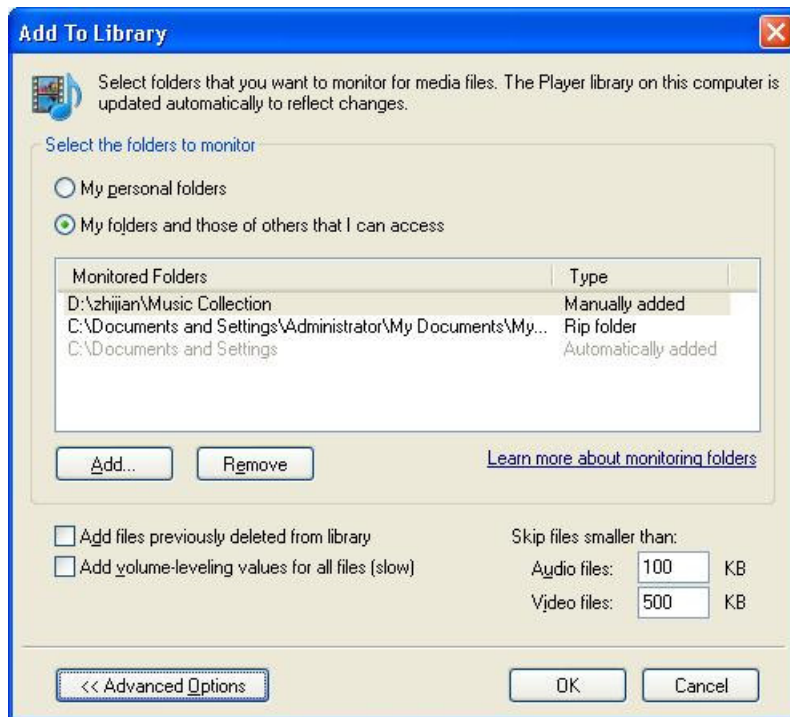 Add To Library
Select folders that you want to monitor for media files. The Player library on this computer is
updated automatically to reflect changes.
Select the folders to monitor
My personal folders
My folders and those of others that I can access
Monitored Folders Type
D:\zhijian\Music Collection Manually added
C:\Documents and Settings\Administrator\My Documents\My... Rip folder
C:\Documents and Settings Automatically added
Add... Remove Learn more about monitoring folders
Add files previously deleted from library Skip files smaller than:
Add volume-leveling values for all files (slow) Audio files: 100 KB
Video files: 500 KB
<< Advanced Options OK Cancel